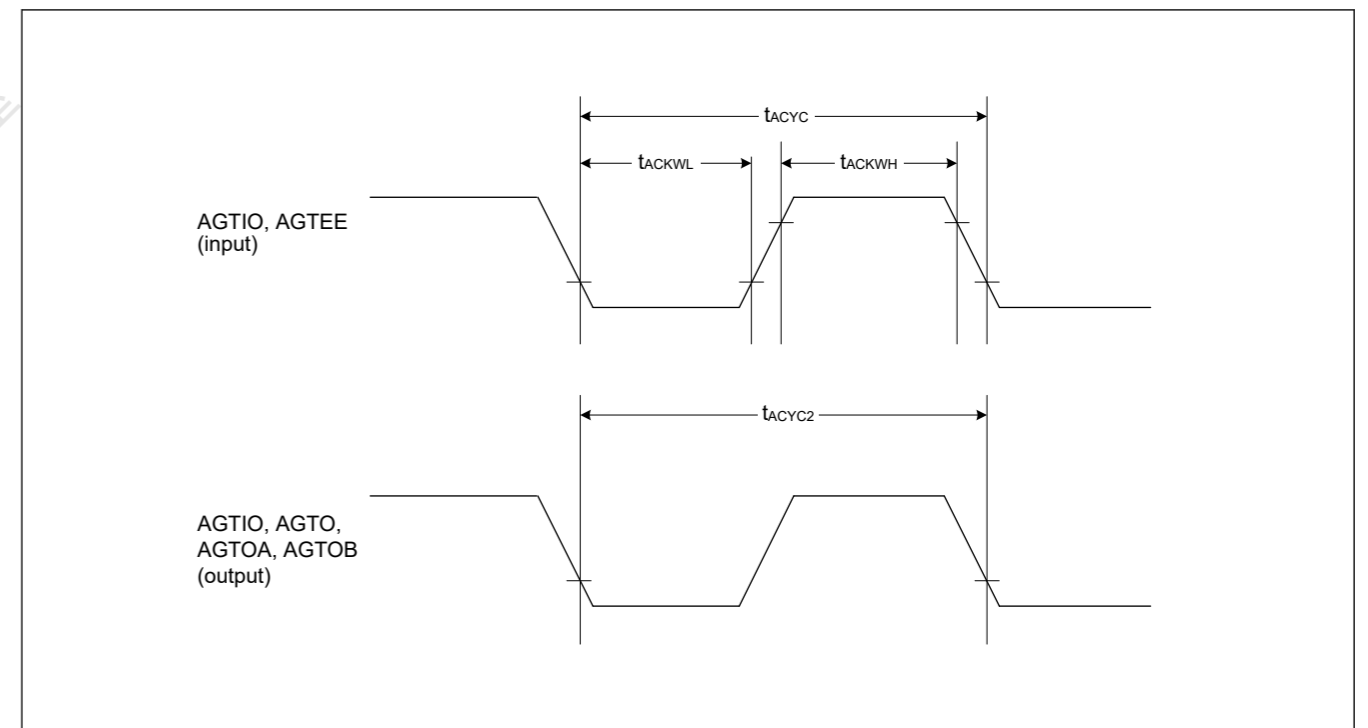 tACYC
tACKWL
tACKWH
AGTIO, AGTEE
(input)
tACYC2
AGTIO, AGTO,
AGTOA, AGTOB
(output)